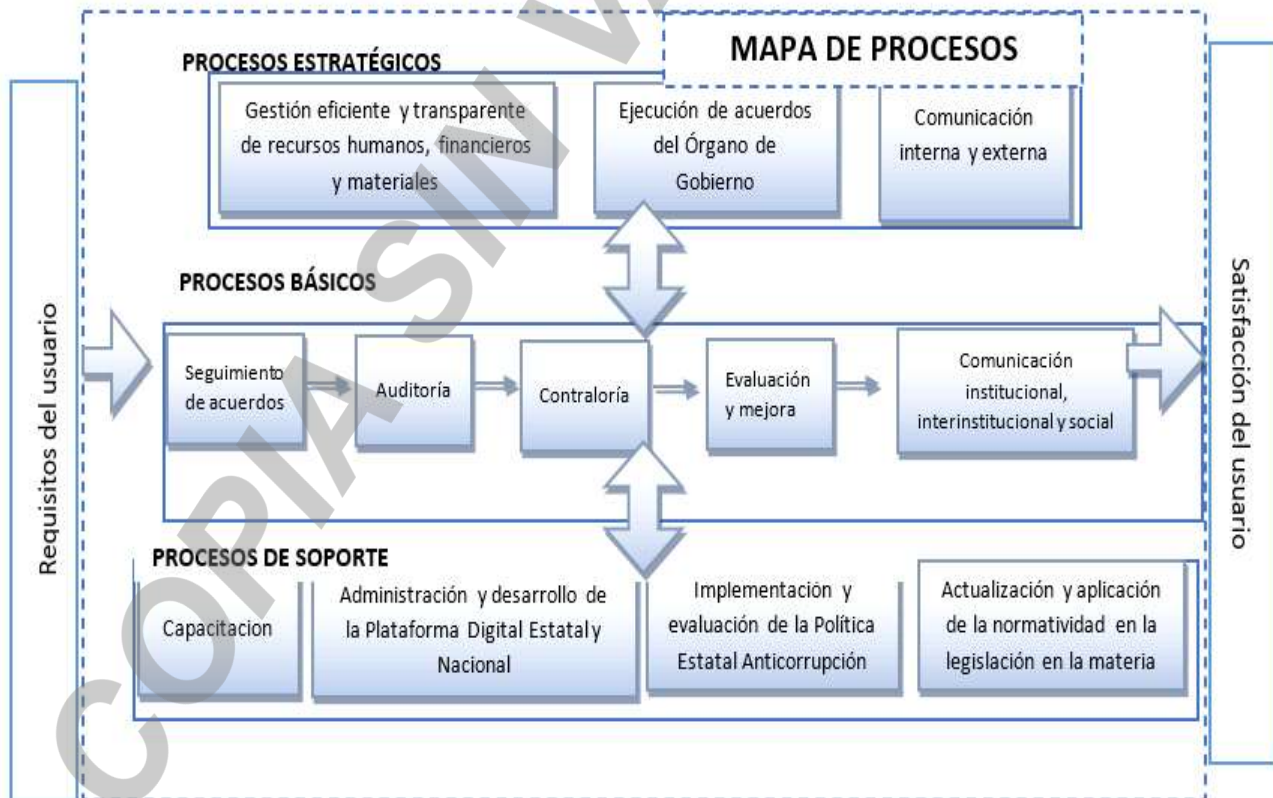 MAPA DE PROCESOS
PROCESOS ESTRATÉGICOS
Gestión eficiente y transparente
de recursos humanos, financieros
y materiales
Ejecución de acuerdos
del Órgano de
Gobierno
Comunicación
interna y externa
Requisitos del usuario
PROCESOS BÁSICOS
Seguimiento
de acuerdos
Auditoría
Contraloría
Evaluación
y mejora
Comunicación
institucional,
interinstitucional y social
Satisfacción del usuario
PROCESOS DE SOPORTE
Capacitacion
Administración y desarrollo de
la Plataforma Digital Estatal y
Nacional
Implementación y
evaluación de la Política
Estatal Anticorrupción
Actualización y aplicación
de la normatividad en la
legislación en la materia
COPIA SIN